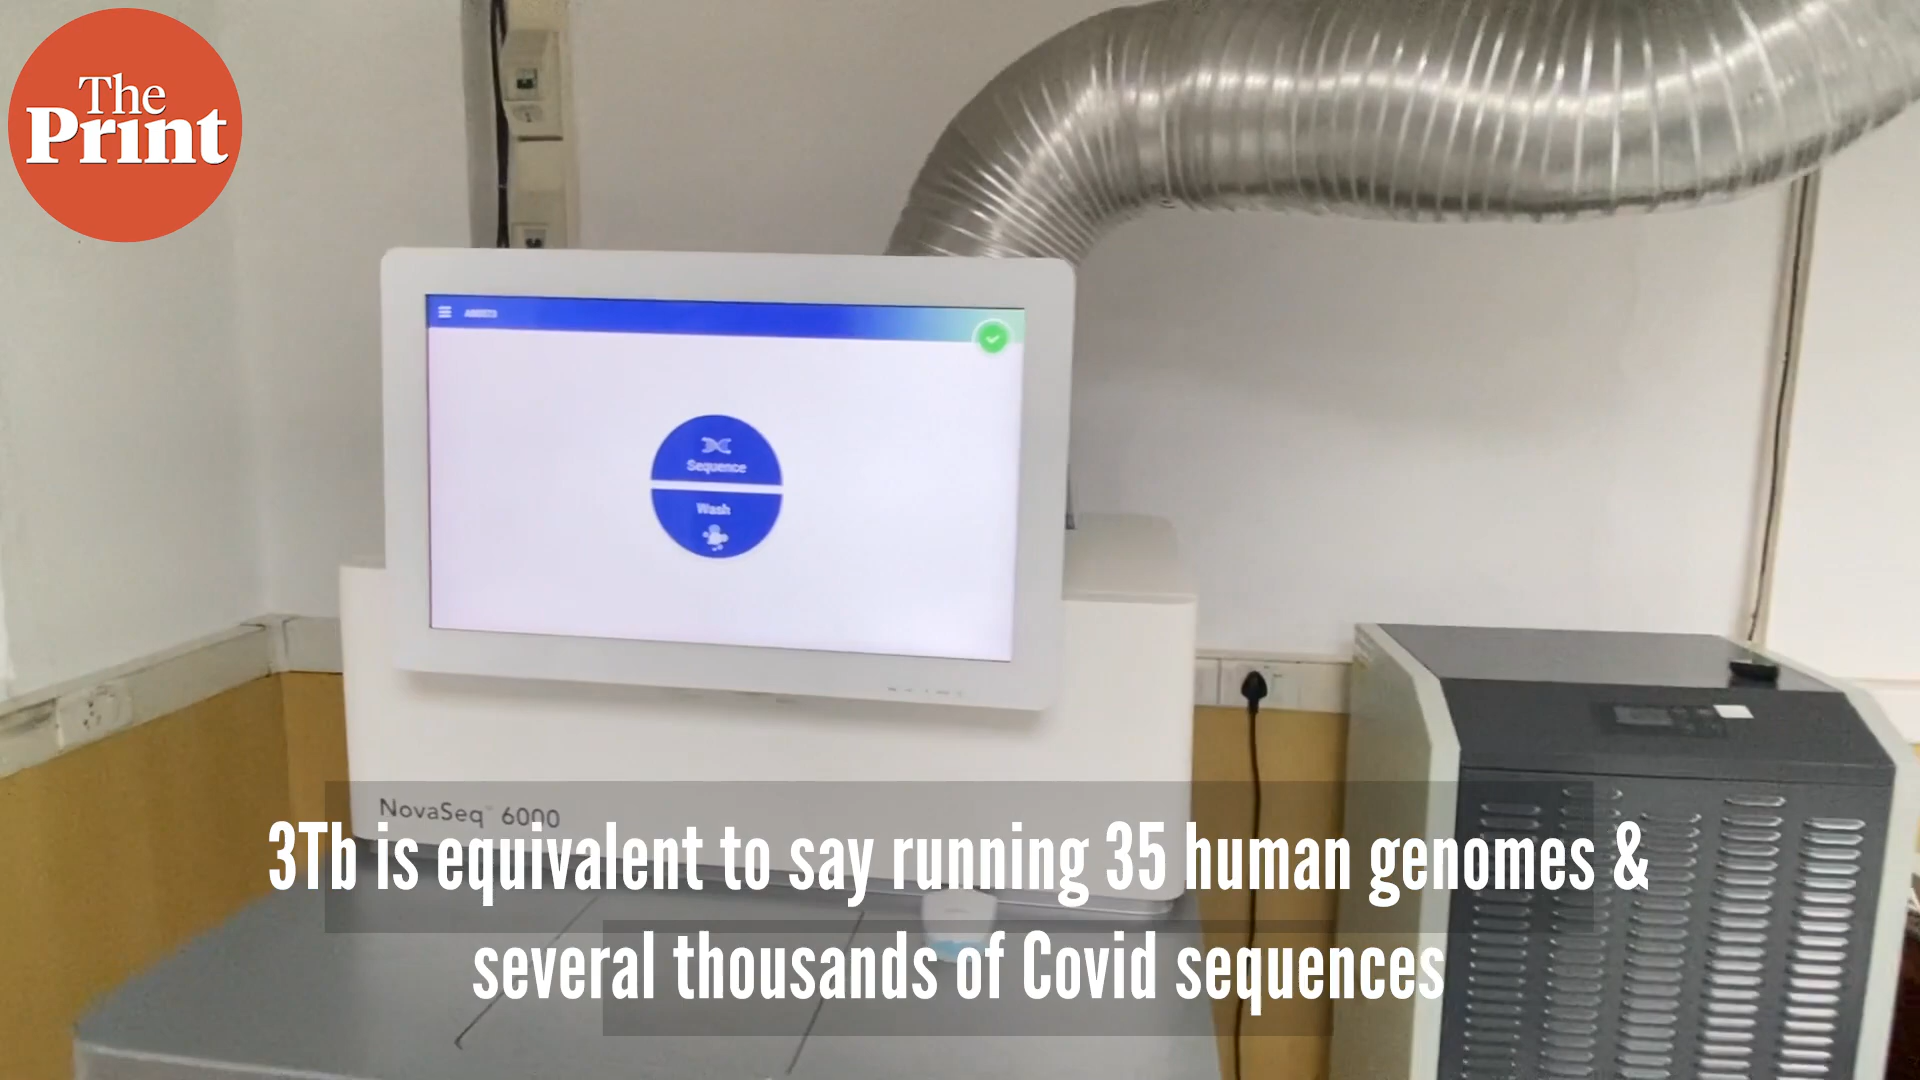 The
Print
Sequence
Wash
NovaSeq™ 6000
3Tb is equivalent to say running 35 human genomes &
several thousands of Covid sequences